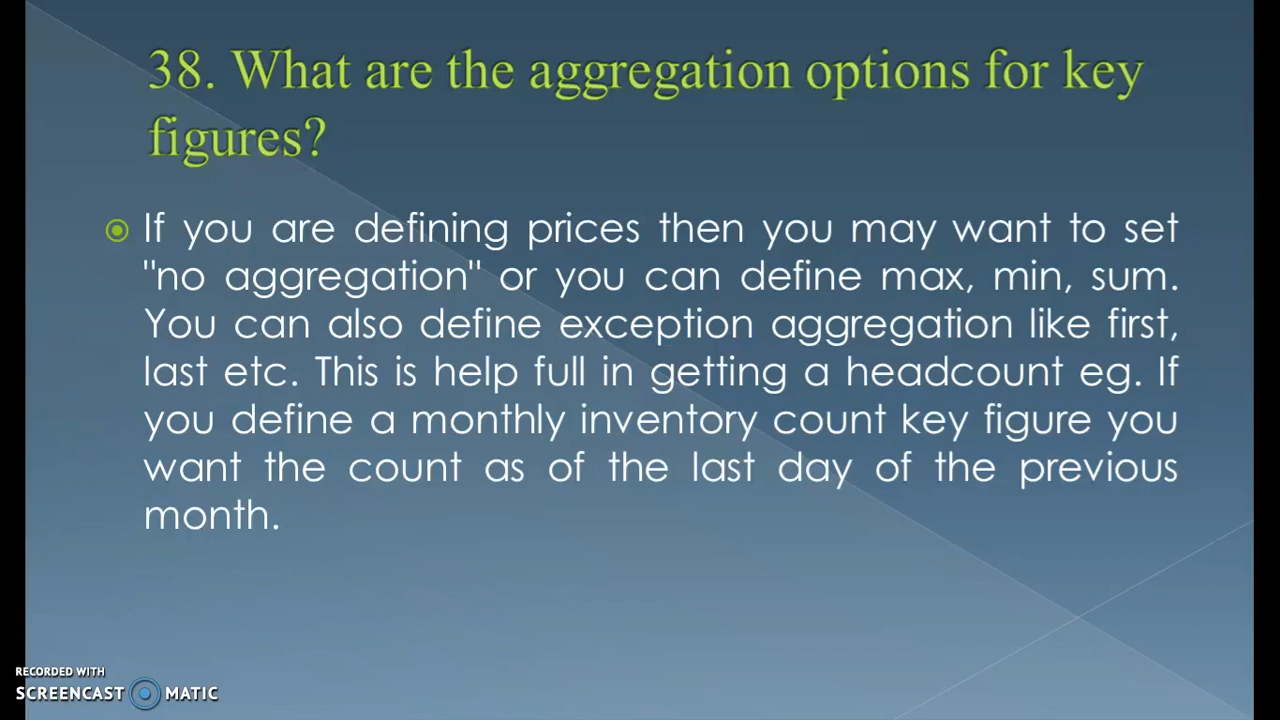 38. What are the aggregation options for key
figures?
If you are defining prices then you may want to set
"no aggregation" or you can define max, min, sum.
You can also define exception aggregation like first,
last etc. This is help full in getting a headcount eg. If
you define a monthly inventory count key figure you
want the count as of the last day of the previous
month.
RECORDED WITH
SCREENCAST MATIC